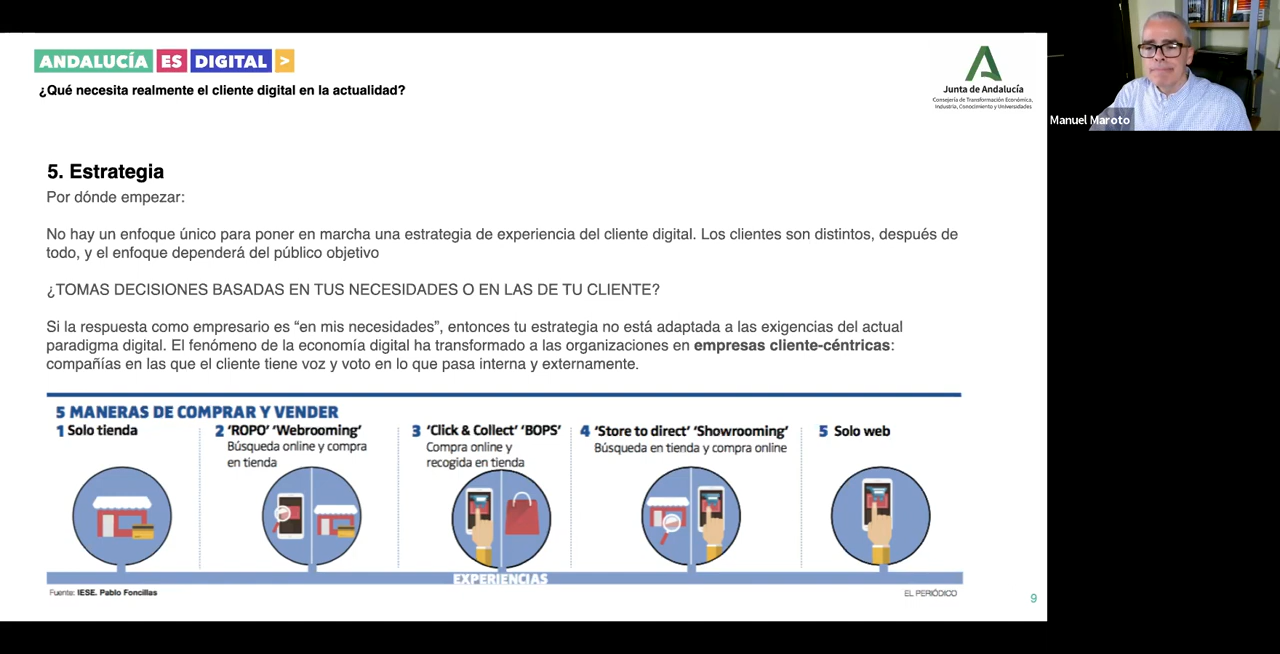 ANDALUCÍA ES DIGITAL >
¿Qué necesita realmente el cliente digital en la actualidad?
Junta de Andalucía
Consejería de Transformación Económica,
Industria, Conocimiento y Universidades
Manuel Maroto
5. Estrategia
Por dónde empezar:
No hay un enfoque único para poner en marcha una estrategia de experiencia del cliente digital. Los clientes son distintos, después de
todo, y el enfoque dependerá del público objetivo
¿TOMAS DECISIONES BASADAS EN TUS NECESIDADES O EN LAS DE TU CLIENTE?
Si la respuesta como empresario es “en mis necesidades”, entonces tu estrategia no está adaptada a las exigencias del actual
paradigma digital. El fenómeno de la economía digital ha transformado a las organizaciones en empresas cliente-céntricas:
compañías en las que el cliente tiene voz y voto en lo que pasa interna y externamente.
5 MANERAS DE COMPRAR Y VENDER
1 Solo tienda
2 ‘ROPO’ ‘Webrooming’
Búsqueda online y compra
en tienda
3 ‘Click & Collect’ ‘BOPS’
Compra online y
recogida en tienda
4 ‘Store to direct’ ‘Showrooming’
Búsqueda en tienda y compra online
5 Solo web
EXPERIENCIAS
Fuente: IESE. Pablo Foncillas
EL PERIÓDICO
9